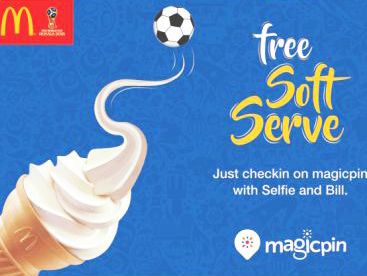 free
Soft
Serve
Just checkin on magicpin
with Selfie and Bill.
magicpin